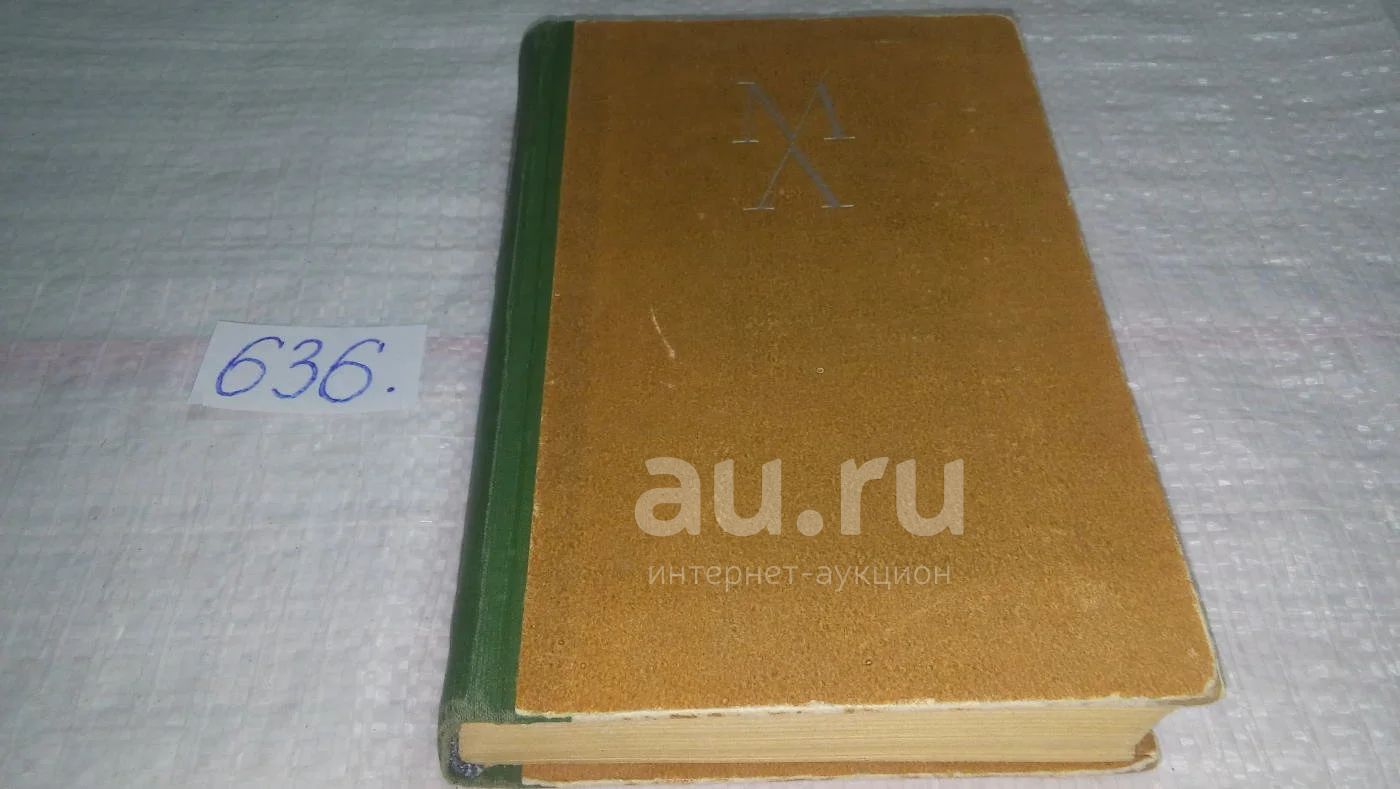 М
Л
636.
au.ru
интернет-аукцион